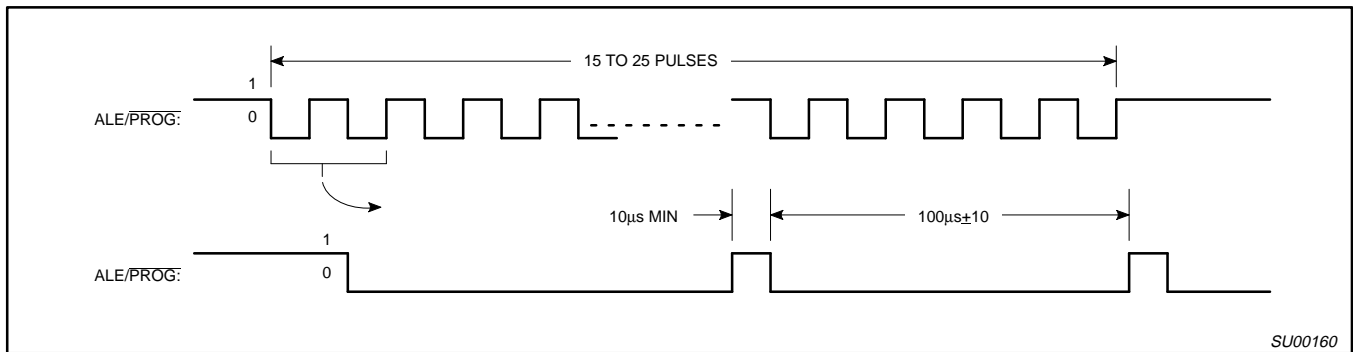 15 TO 25 PULSES
1
ALE/PROG:
0
10μs MIN
100μs±10
1
ALE/PROG:
0
SU00160